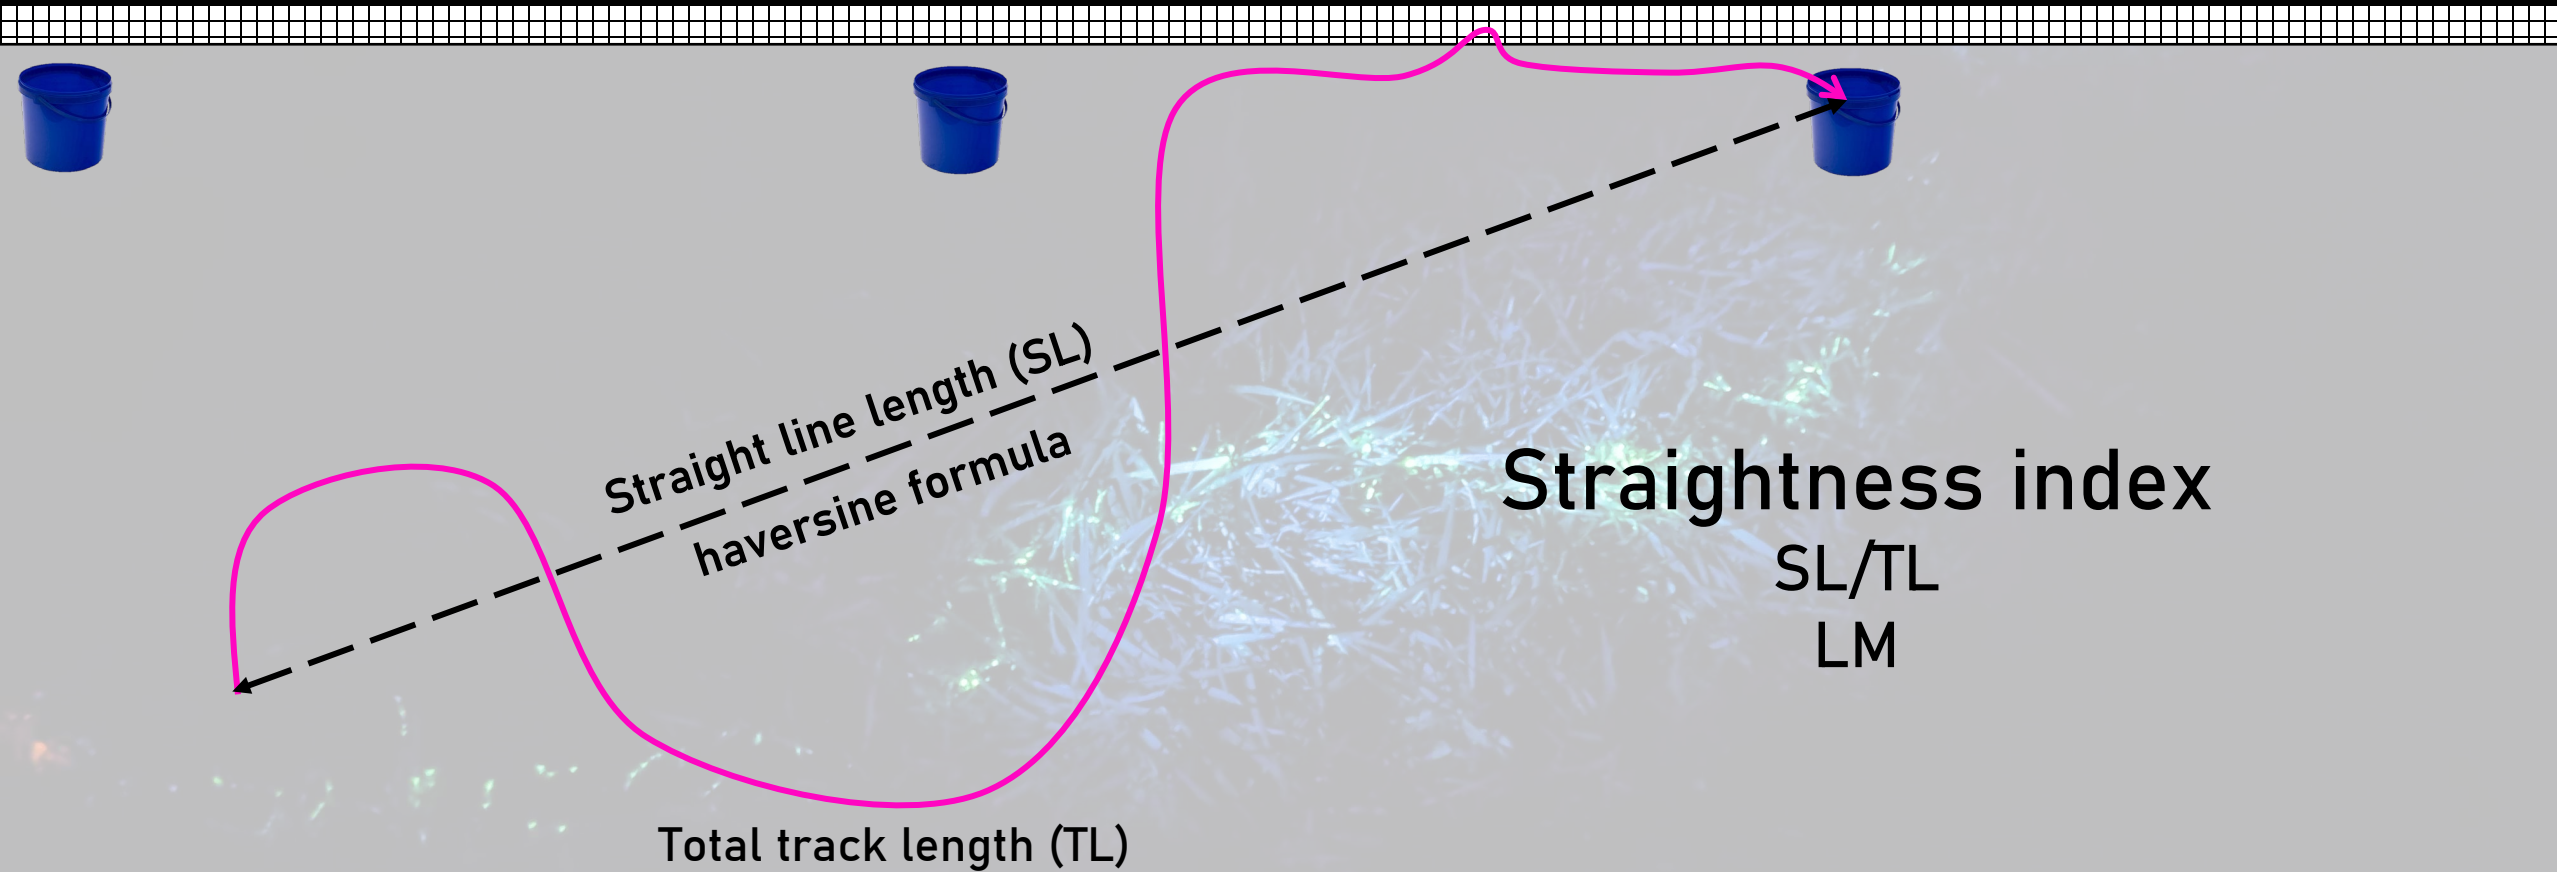 Straight line length (SL)
haversine formula
Straightness index
SL/TL
LM
Total track length (TL)